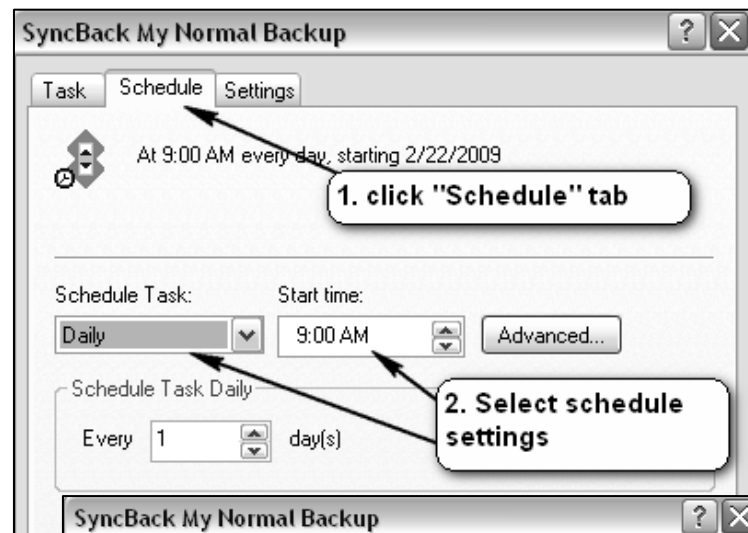 SyncBack My Normal Backup
Task Schedule Settings
At 9:00 AM every day, starting 2/22/2009
1. click "Schedule" tab
Schedule Task: Start time:
Daily 9:00 AM Advanced...
Schedule Task Daily
2. Select schedule
settings
Every 1 day(s)
SyncBack My Normal Backup